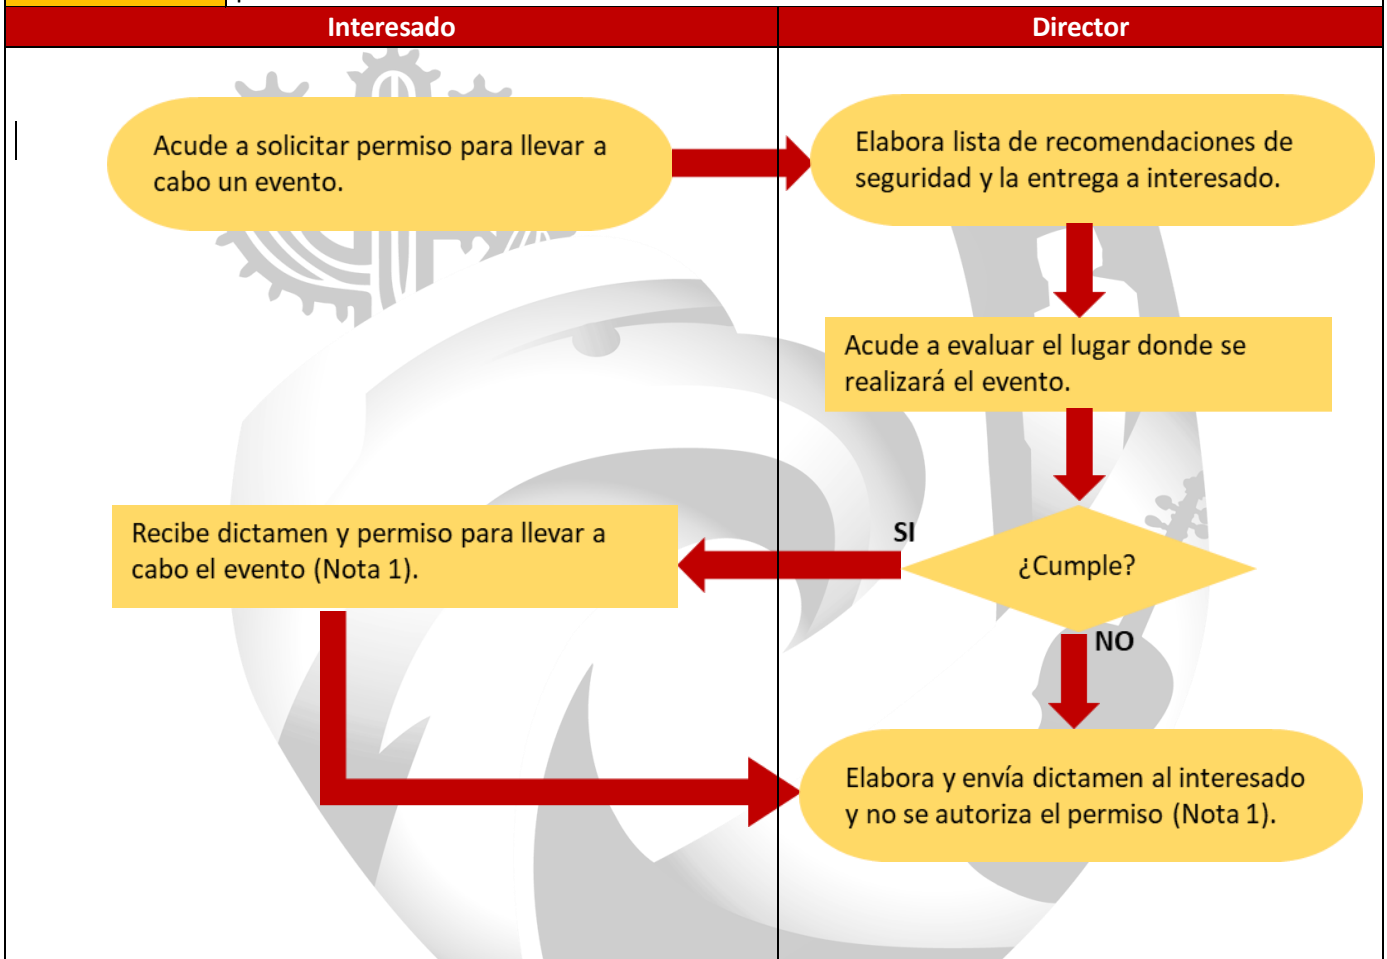 Interesado
Director
Acude a solicitar permiso para llevar a
cabo un evento.
Elabora lista de recomendaciones de
seguridad y la entrega a interesado.
Acude a evaluar el lugar donde se
realizará el evento.
Recibe dictamen y permiso para llevar a
cabo el evento (Nota 1).
SI
¿Cumple?
NO
Elabora y envía dictamen al interesado
y no se autoriza el permiso (Nota 1).